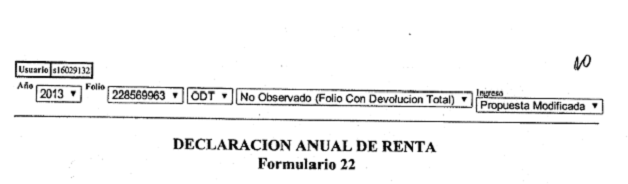 NO
Usuario s16029132
Año 2013 Folio 228569963 ODT No Observado (Folio Con Devolucion Total) Ingreso Propuesta Modificada
DECLARACION ANUAL DE RENTA
Formulario 22